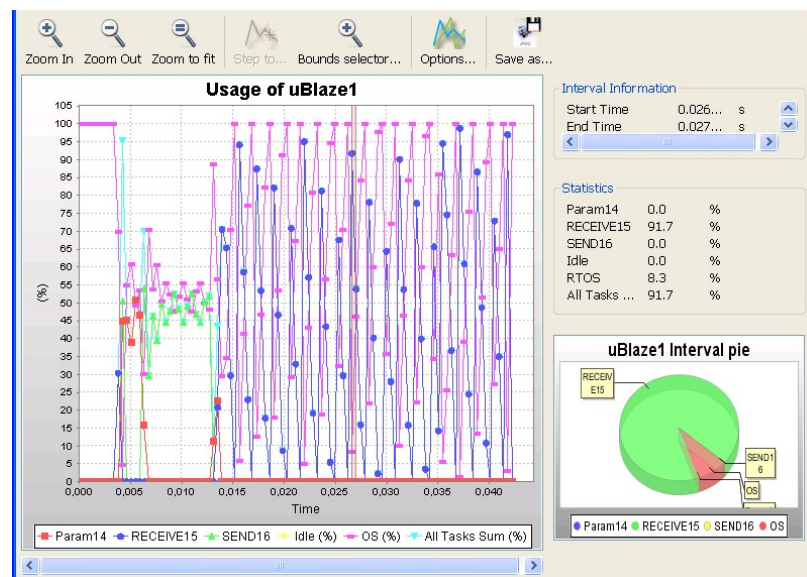 Zoom In Zoom Out Zoom to fit Step to... Bounds selector... Options... Save as...
Usage of uBlaze1
105
100
95
90
85
80
75
70
65
60
55
50
45
40
35
30
25
20
15
10
5
0
(%)
0,000 0,005 0,010 0,015 0,020 0,025 0,030 0,035 0,040
Time
Param14 RECEIVE15 SEND16 Idle (%) OS (%) All Tasks Sum (%)
Interval Information
Start Time 0.026... s
End Time 0.027... s
Statistics
Param14 0.0 %
RECEIVE15 91.7 %
SEND16 0.0 %
Idle 0.0 %
RTOS 8.3 %
All Tasks ... 91.7 %
uBlaze1 Interval pie
RECEIV
E15
SEND1
6
OS
Param14 RECEIVE15 SEND16 OS